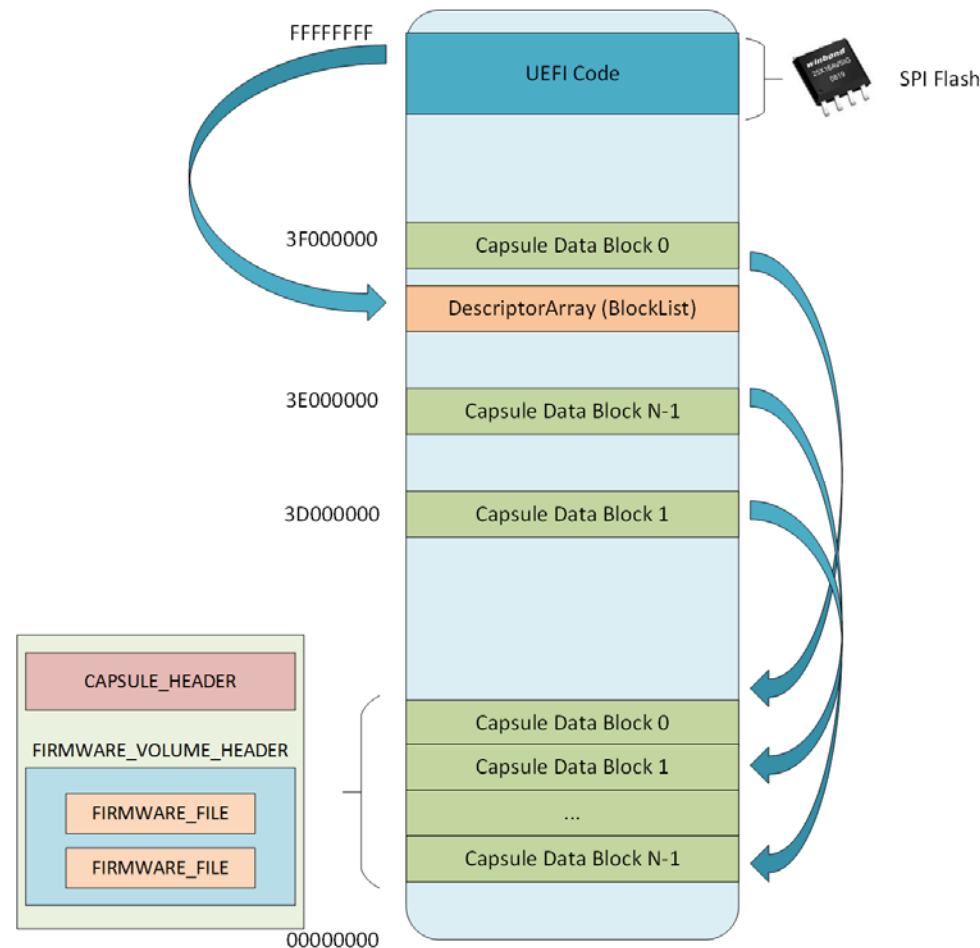 FFFFFFFF
UEFI Code
winbond
SPI Flash
3F000000
Capsule Data Block 0
DescriptorArray (BlockList)
3E000000
Capsule Data Block N-1
3D000000
Capsule Data Block 1
CAPSULE_HEADER
FIRMWARE_VOLUME_HEADER
FIRMWARE_FILE
FIRMWARE_FILE
Capsule Data Block 0
Capsule Data Block 1
...
Capsule Data Block N-1
00000000